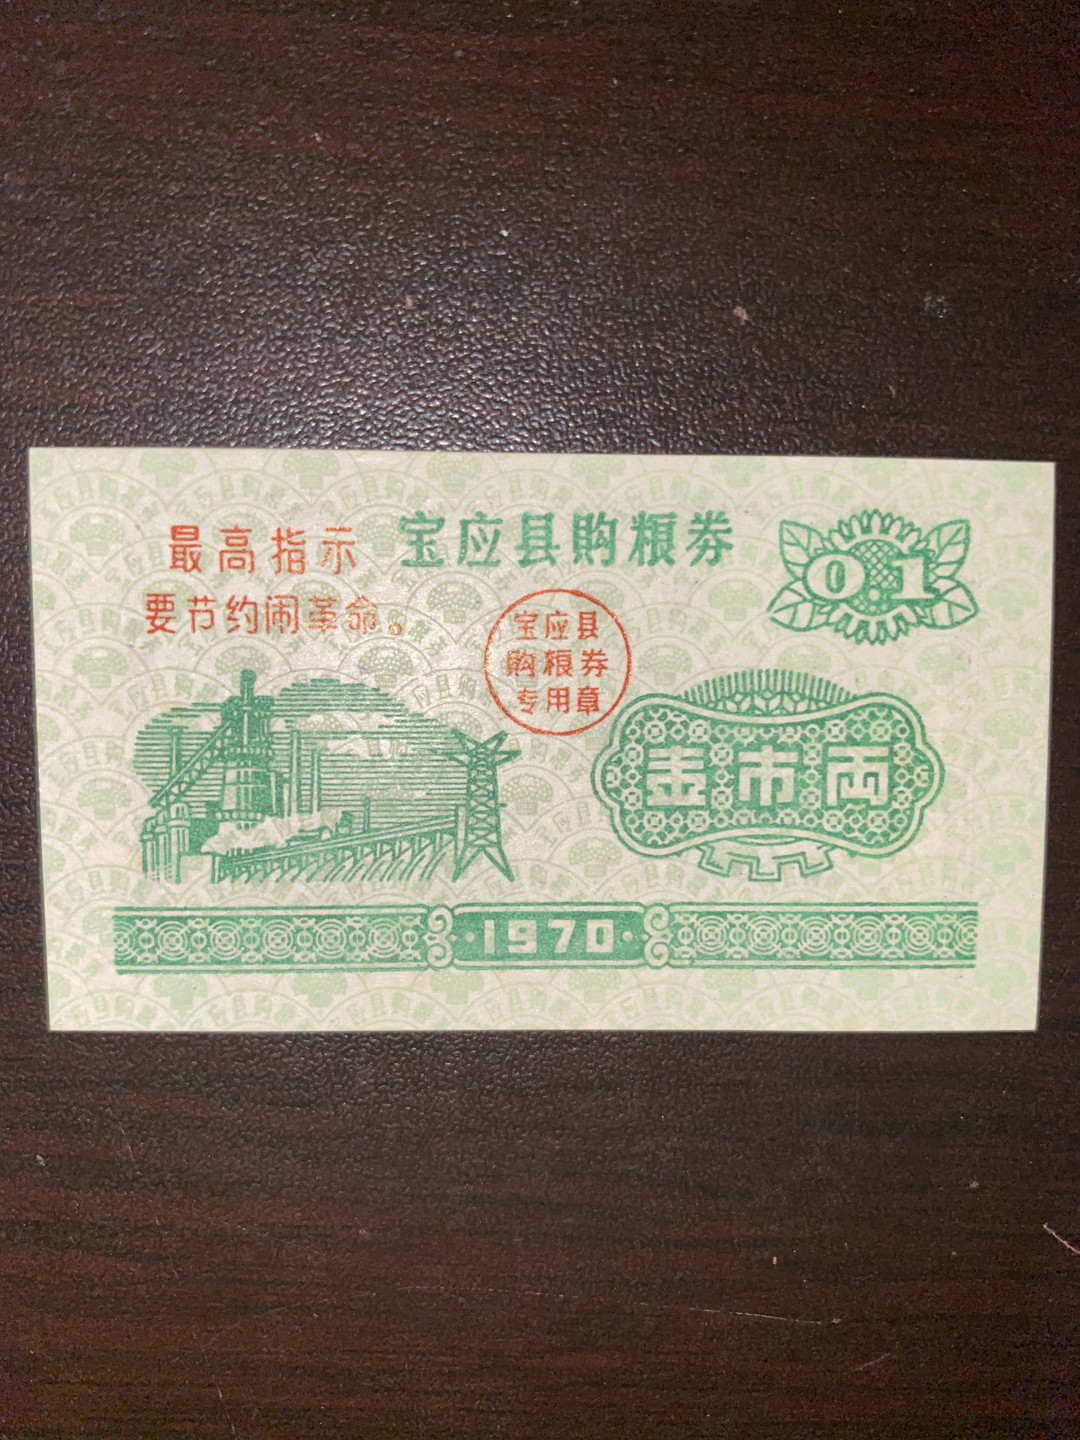 最高指示
要节约闹革命。
宝应县购粮券
0.1
宝应县
购粮券
专用章
壹市両
·1970·